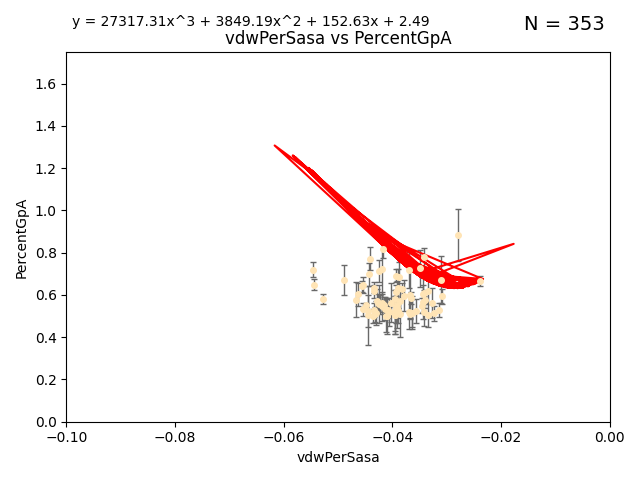 y = 27317.31x^3 + 3849.19x^2 + 152.63x + 2.49
N = 353
vdwPerSasa vs PercentGpA
PercentGpA
1.6
1.4
1.2
1.0
0.8
0.6
0.4
0.2
0.0
−0.10 −0.08 −0.06 −0.04 −0.02 0.00
vdwPerSasa